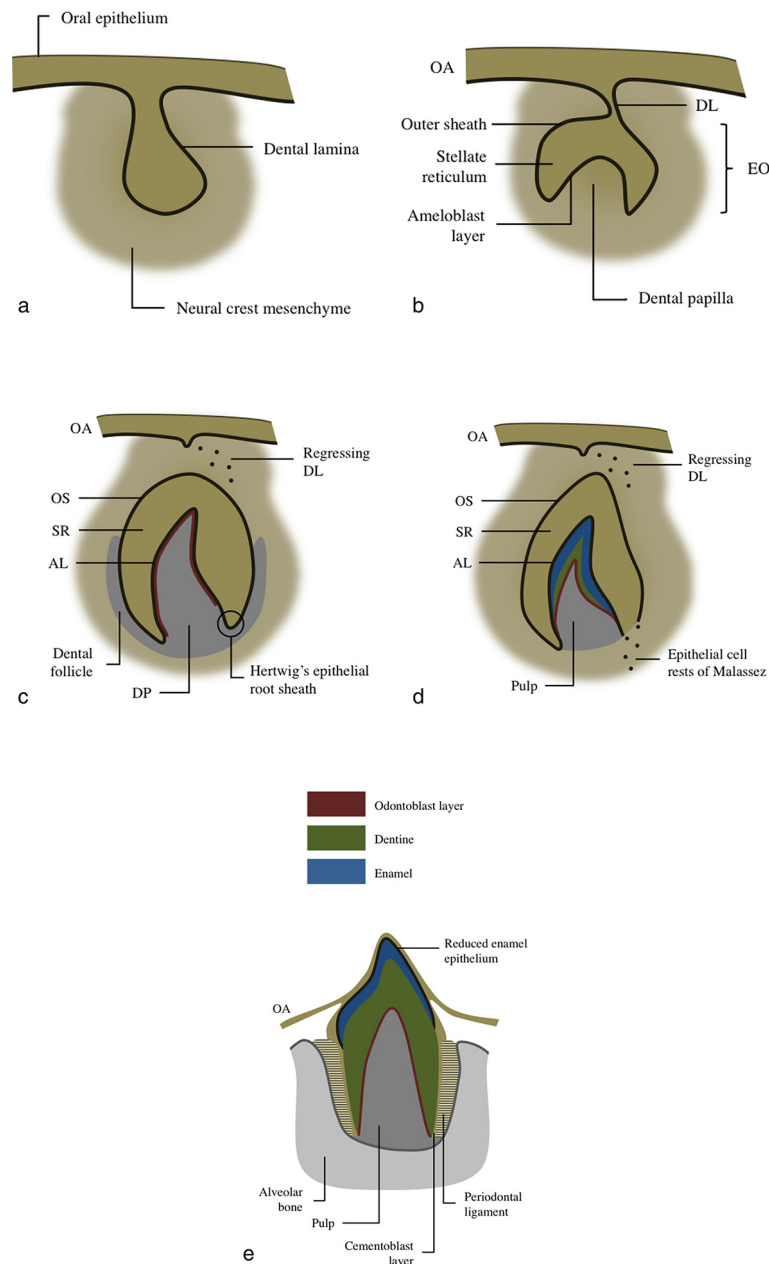 Oral epithelium
Dental lamina
Neural crest mesenchyme
a
OA
DL
Outer sheath
Stellate
reticulum
EO
Ameloblast
layer
Dental papilla
b
OA
Regressing
DL
OS
SR
AL
Dental
follicle
DP
Hertwig's epithelial
root sheath
c
OA
Regressing
DL
OS
SR
AL
Epithelial cell
rests of Malassez
Pulp
d
Odontoblast layer
Dentine
Enamel
Reduced enamel
epithelium
OA
Alveolar
bone
Pulp
Periodontal
ligament
Cementoblast
layer
e